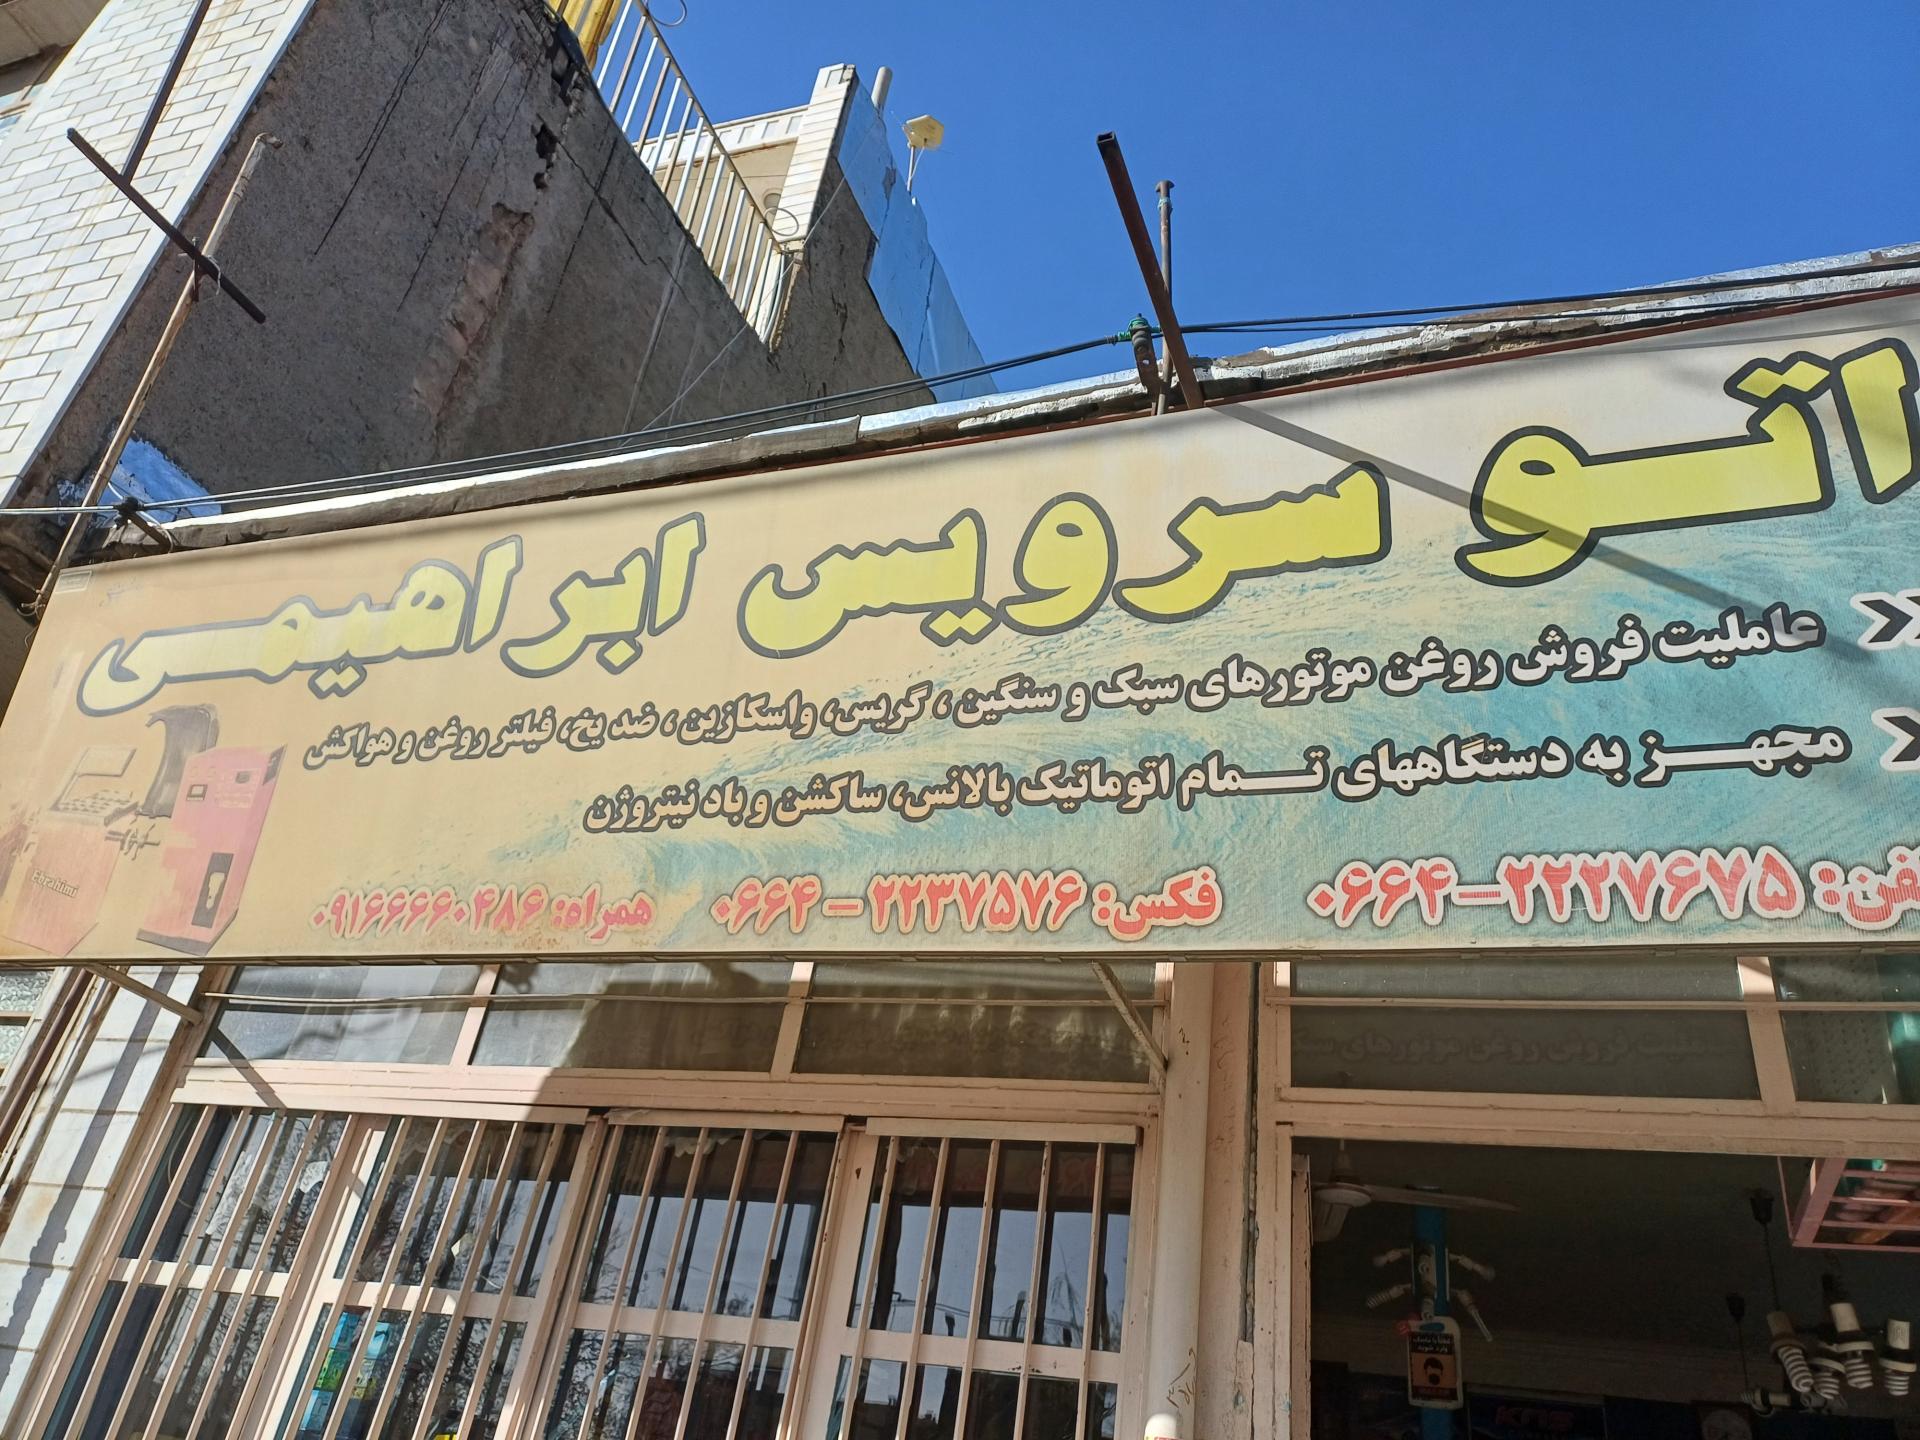 اتو سرویس ابراهیمی
عاملیت فروش روغن موتورهای سبک و سنگین ، گریس، واسکازین ، ضد یخ، فیلتر روغن و هواکش
مجهز به دستگاههای تمام اتوماتیک بالانس، ساکشن و باد نیتروژن
تلفن: ۲۲۲۷۶۷۵-۰۶۶۴ فکس: ۲۲۳۷۵۷۶ - ۰۶۶۴ همراه: ۰۹۱۶۶۶۶۰۴۸۶
Ebrahimi